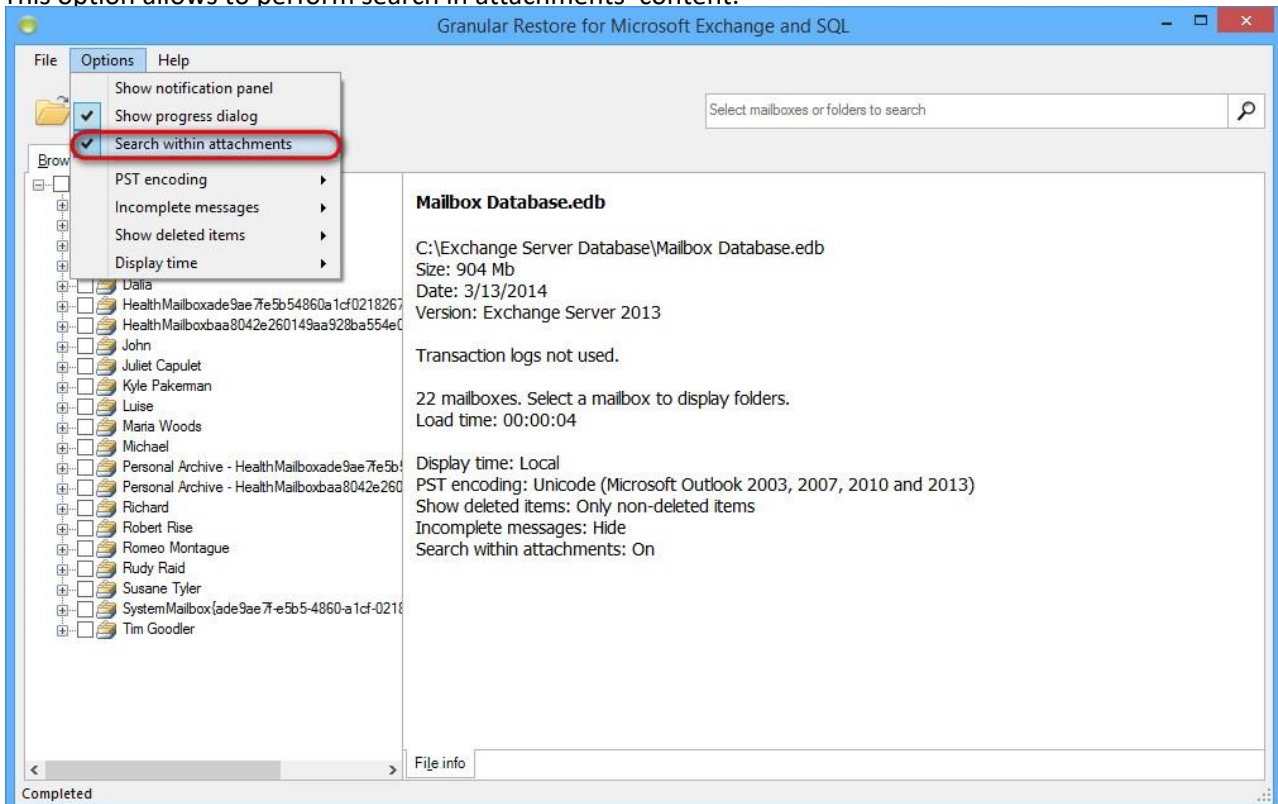 This option allows to perform search in attachments' content.
Granular Restore for Microsoft Exchange and SQL
File Options Help
Show notification panel
Show progress dialog
Select mailboxes or folders to search
Search within attachments
Brow
PST encoding
Incomplete messages
Show deleted items
Display time
Dalia
HealthMailboxade9ae7fe5b54860a1cf0218267
HealthMailboxbaa8042e260149aa928ba554e0
John
Juliet Capulet
Kyle Pakerman
Luise
Maria Woods
Michael
Personal Archive - HealthMailboxade9ae7fe5b5
Personal Archive - HealthMailboxbaa8042e260
Richard
Robert Rise
Romeo Montague
Rudy Raid
Susane Tyler
SystemMailbox{ade9ae7f-e5b5-4860-a1cf-0218
Tim Goodler
Mailbox Database.edb
C:\Exchange Server Database\Mailbox Database.edb
Size: 904 Mb
Date: 3/13/2014
Version: Exchange Server 2013
Transaction logs not used.
22 mailboxes. Select a mailbox to display folders.
Load time: 00:00:04
Display time: Local
PST encoding: Unicode (Microsoft Outlook 2003, 2007, 2010 and 2013)
Show deleted items: Only non-deleted items
Incomplete messages: Hide
Search within attachments: On
File info
Completed